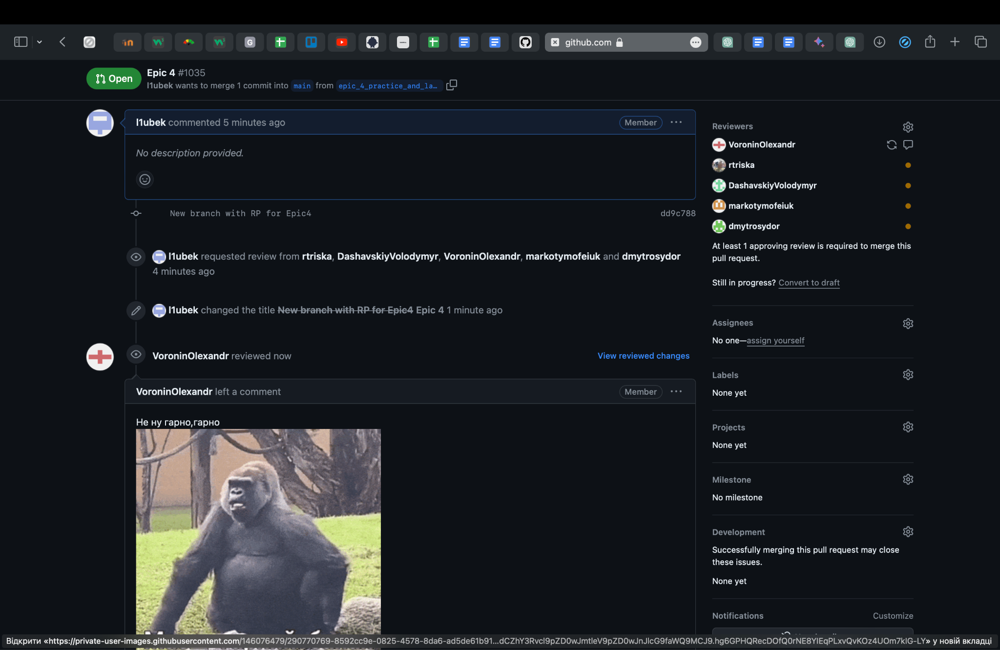 github.com
Open
Epic 4 #1035
l1ubek wants to merge 1 commit into main from epic_4_practice_and_la…
l1ubek commented 5 minutes ago
Member
No description provided.
New branch with RP for Epic4
dd9c788
l1ubek requested review from rtriska, DashavskiyVolodymyr, VoroninOlexandr, markotymofeiuk and dmytrosydor
4 minutes ago
l1ubek changed the title New branch with RP for Epic4 Epic 4 1 minute ago
VoroninOlexandr reviewed now
View reviewed changes
VoroninOlexandr left a comment
Member
Не ну гарно,гарно
Reviewers
VoroninOlexandr
rtriska
DashavskiyVolodymyr
markotymofeiuk
dmytrosydor
At least 1 approving review is required to merge this
pull request.
Still in progress? Convert to draft
Assignees
No one—assign yourself
Labels
None yet
Projects
None yet
Milestone
No milestone
Development
Successfully merging this pull request may close
these issues.
None yet
Notifications
Customize
Відкрити «https://private-user-images.githubusercontent.com/146076479/290770769-8592cc9e-0825-4578-8da6-ad5de61b91...dCZhY3Rvcl9pZD0wJmtleV9pZD0wJnJlcG9faWQ9MCJ9.hg6GPHQRecDOfQ0rNE8YlEqPLxvQvKOz4UOm7klG-LY» у новій вкладці